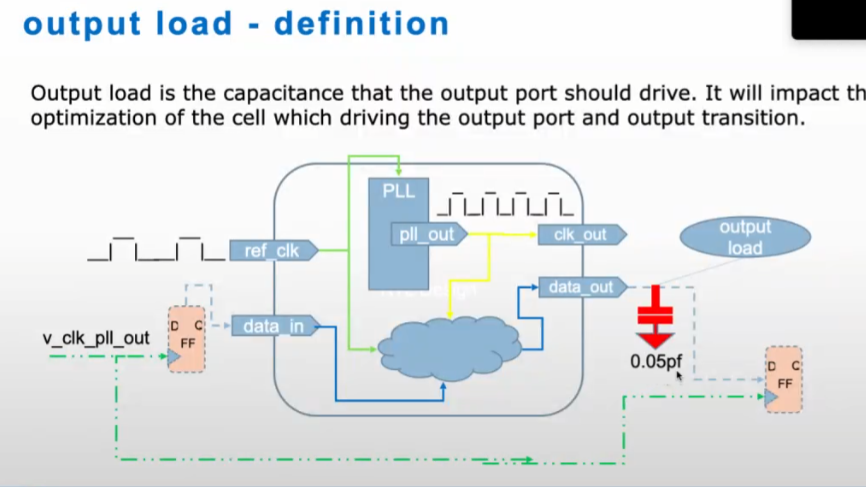 output load - definition
Output load is the capacitance that the output port should drive. It will impact th
optimization of the cell which driving the output port and output transition.
PLL
pll_out
clk_out
output
load
ref_clk
data_out
data_in
D C
FF
v_clk_pll_out
0.05pf
D C
FF